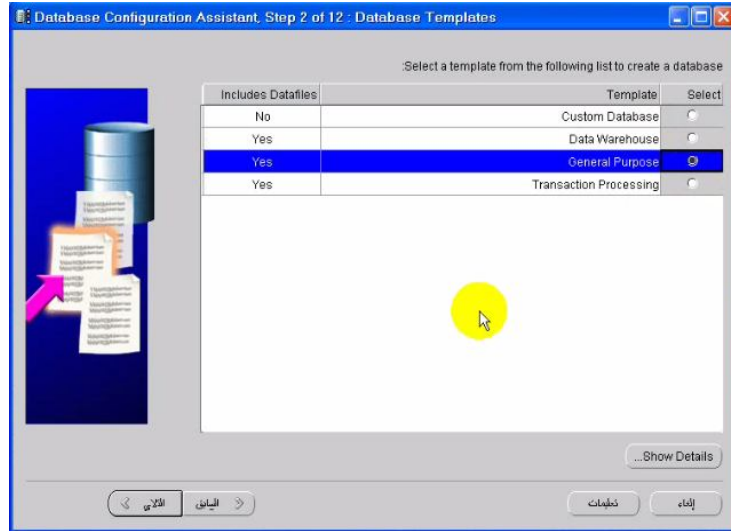 Database Configuration Assistant, Step 2 of 12 : Database Templates
:Select a template from the following list to create a database
Includes Datafiles Template Select
No Custom Database
Yes Data Warehouse
Yes General Purpose
Yes Transaction Processing
...Show Details
إلغاء تعليمات السابق التالي